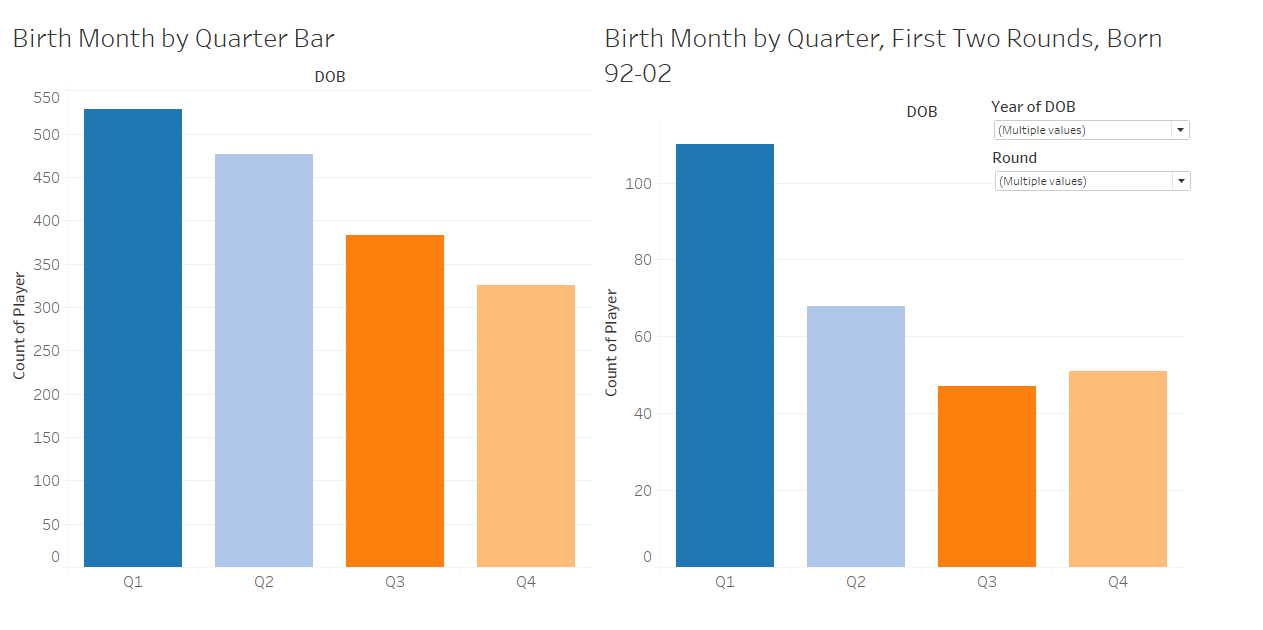 Birth Month by Quarter Bar
DOB
550
500
450
400
350
300
250
200
150
100
50
0
Count of Player
Q1 Q2 Q3 Q4
Birth Month by Quarter, First Two Rounds, Born
92-02
DOB
Year of DOB
(Multiple values)
Round
(Multiple values)
100
80
60
40
20
0
Count of Player
Q1 Q2 Q3 Q4